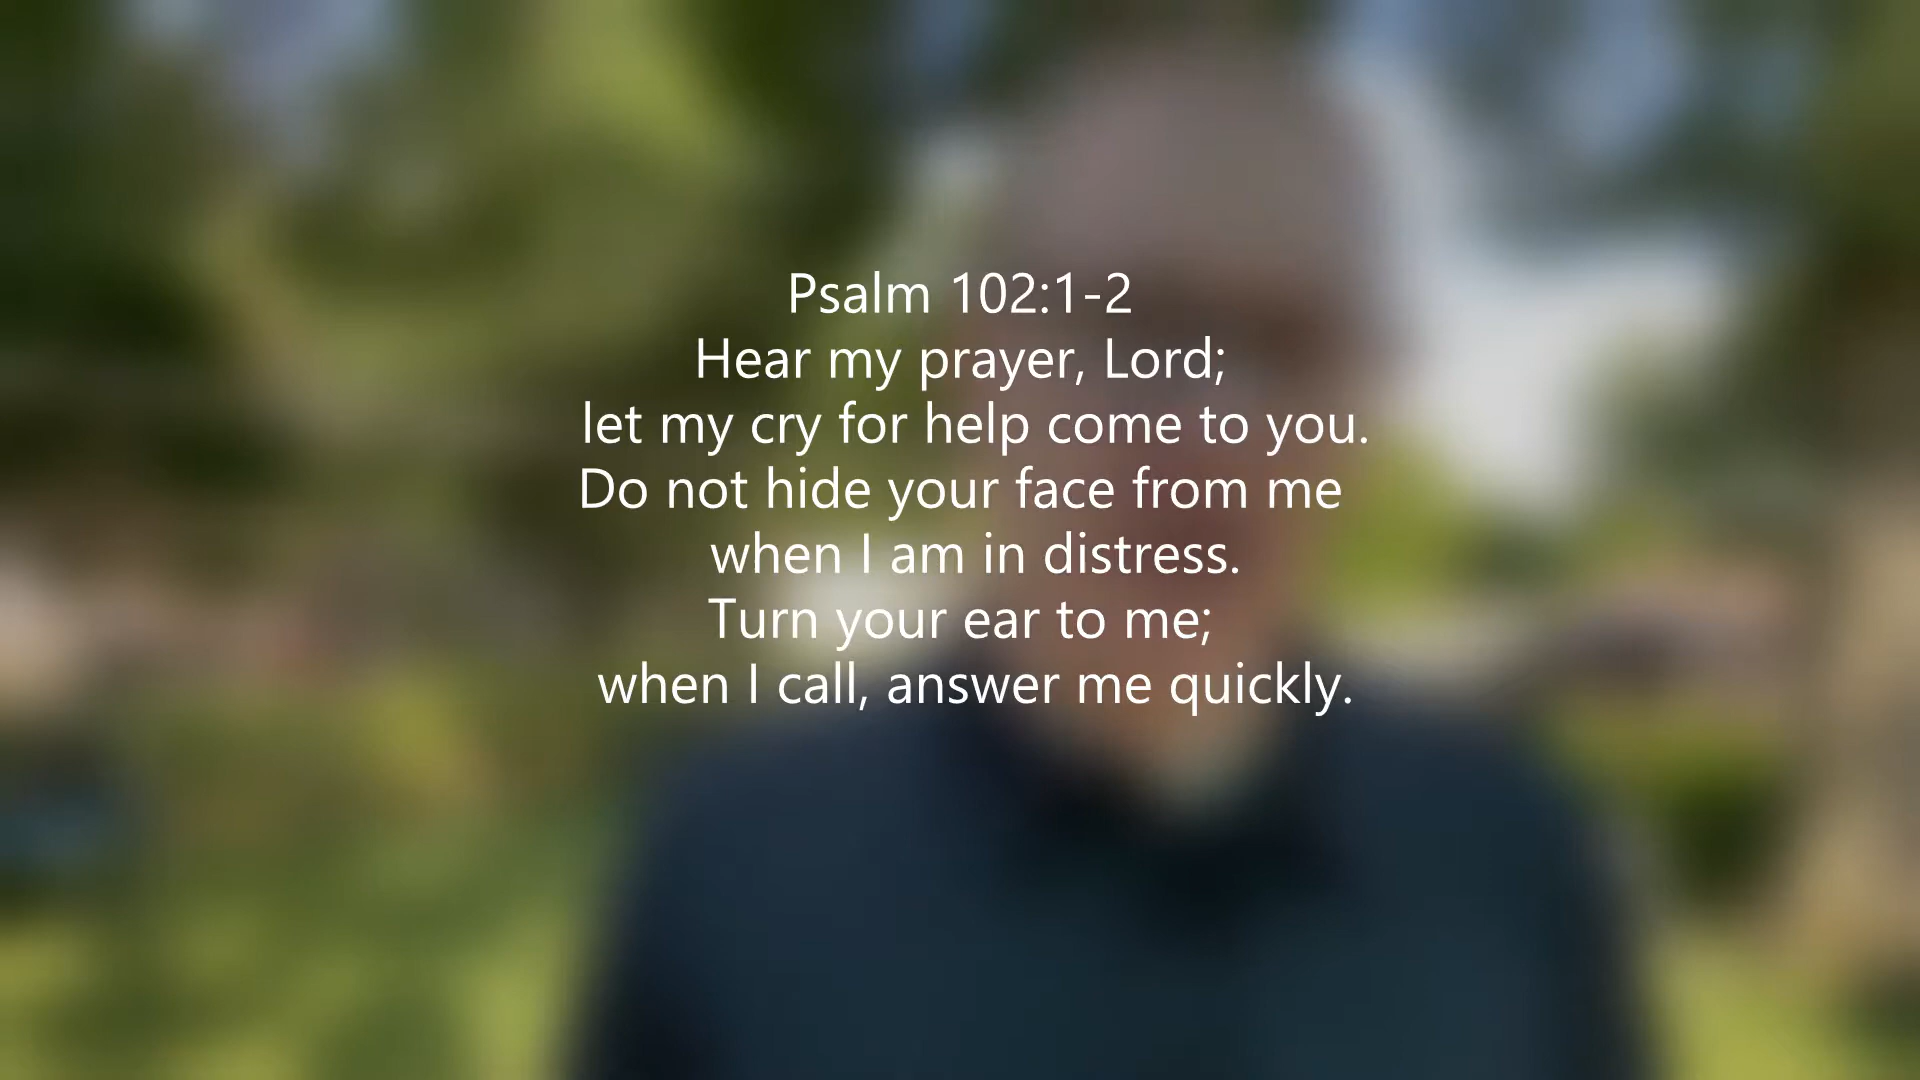 Psalm 102:1-2
Hear my prayer, Lord;
let my cry for help come to you.
Do not hide your face from me
when I am in distress.
Turn your ear to me;
when I call, answer me quickly.